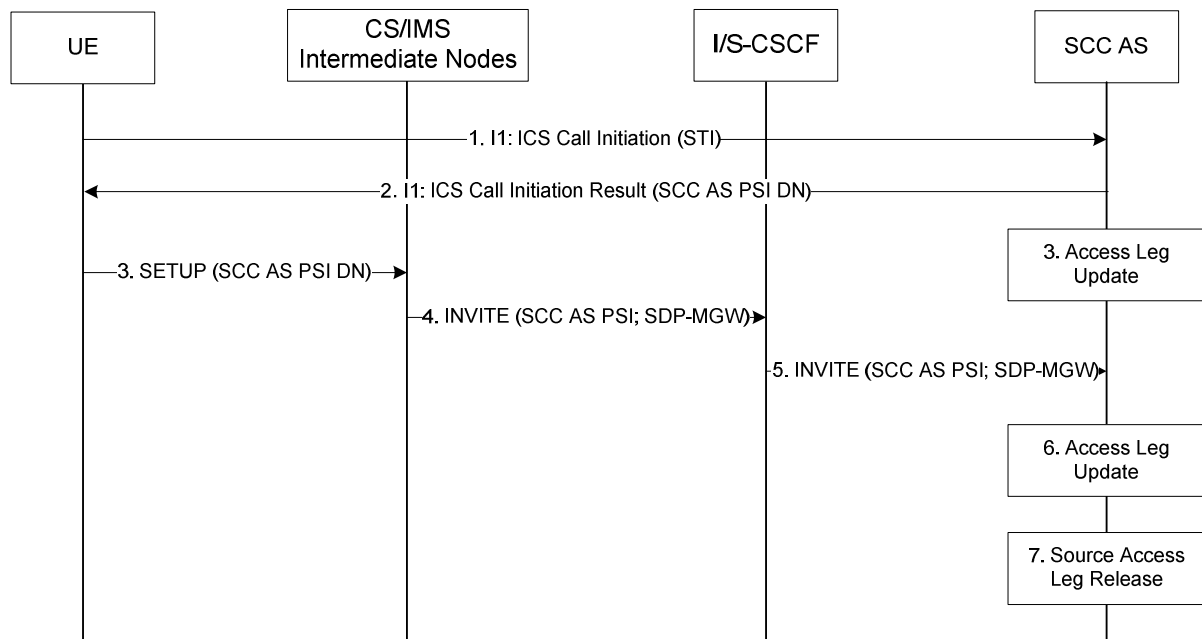 UE
CS/IMS
Intermediate Nodes
I/S-CSCF
SCC AS
1. I1: ICS Call Initiation (STI)
2. I1: ICS Call Initiation Result (SCC AS PSI DN)
3. Access Leg
Update
3. SETUP (SCC AS PSI DN)
4. INVITE (SCC AS PSI; SDP-MGW)
5. INVITE (SCC AS PSI; SDP-MGW)
6. Access Leg
Update
7. Source Access
Leg Release